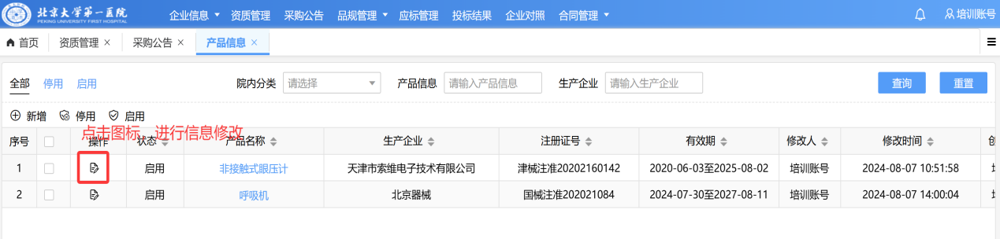 北京大学第一医院 企业信息 资质管理 采购公告 品规管理 应标管理 投标结果 企业对照 合同管理 培训账号
PEKING UNIVERSITY FIRST HOSPITAL
首页 资质管理 × 采购公告 × 产品信息 ×
全部 停用 启用 院内分类 请选择 产品信息 请输入产品信息 生产企业 请输入生产企业 查询 重置
新增 停用 启用
点击图标，进行信息修改
序号 操作 状态 产品名称 生产企业 注册证号 有效期 修改人 修改时间
1 启用 非接触式眼压计 天津市索维电子技术有限公司 津械注准20202160142 2020-06-03至2025-08-02 培训账号 2024-08-07 10:51:58
2 启用 呼吸机 北京器械 国械注准202021084 2024-07-30至2027-08-11 培训账号 2024-08-07 14:00:04